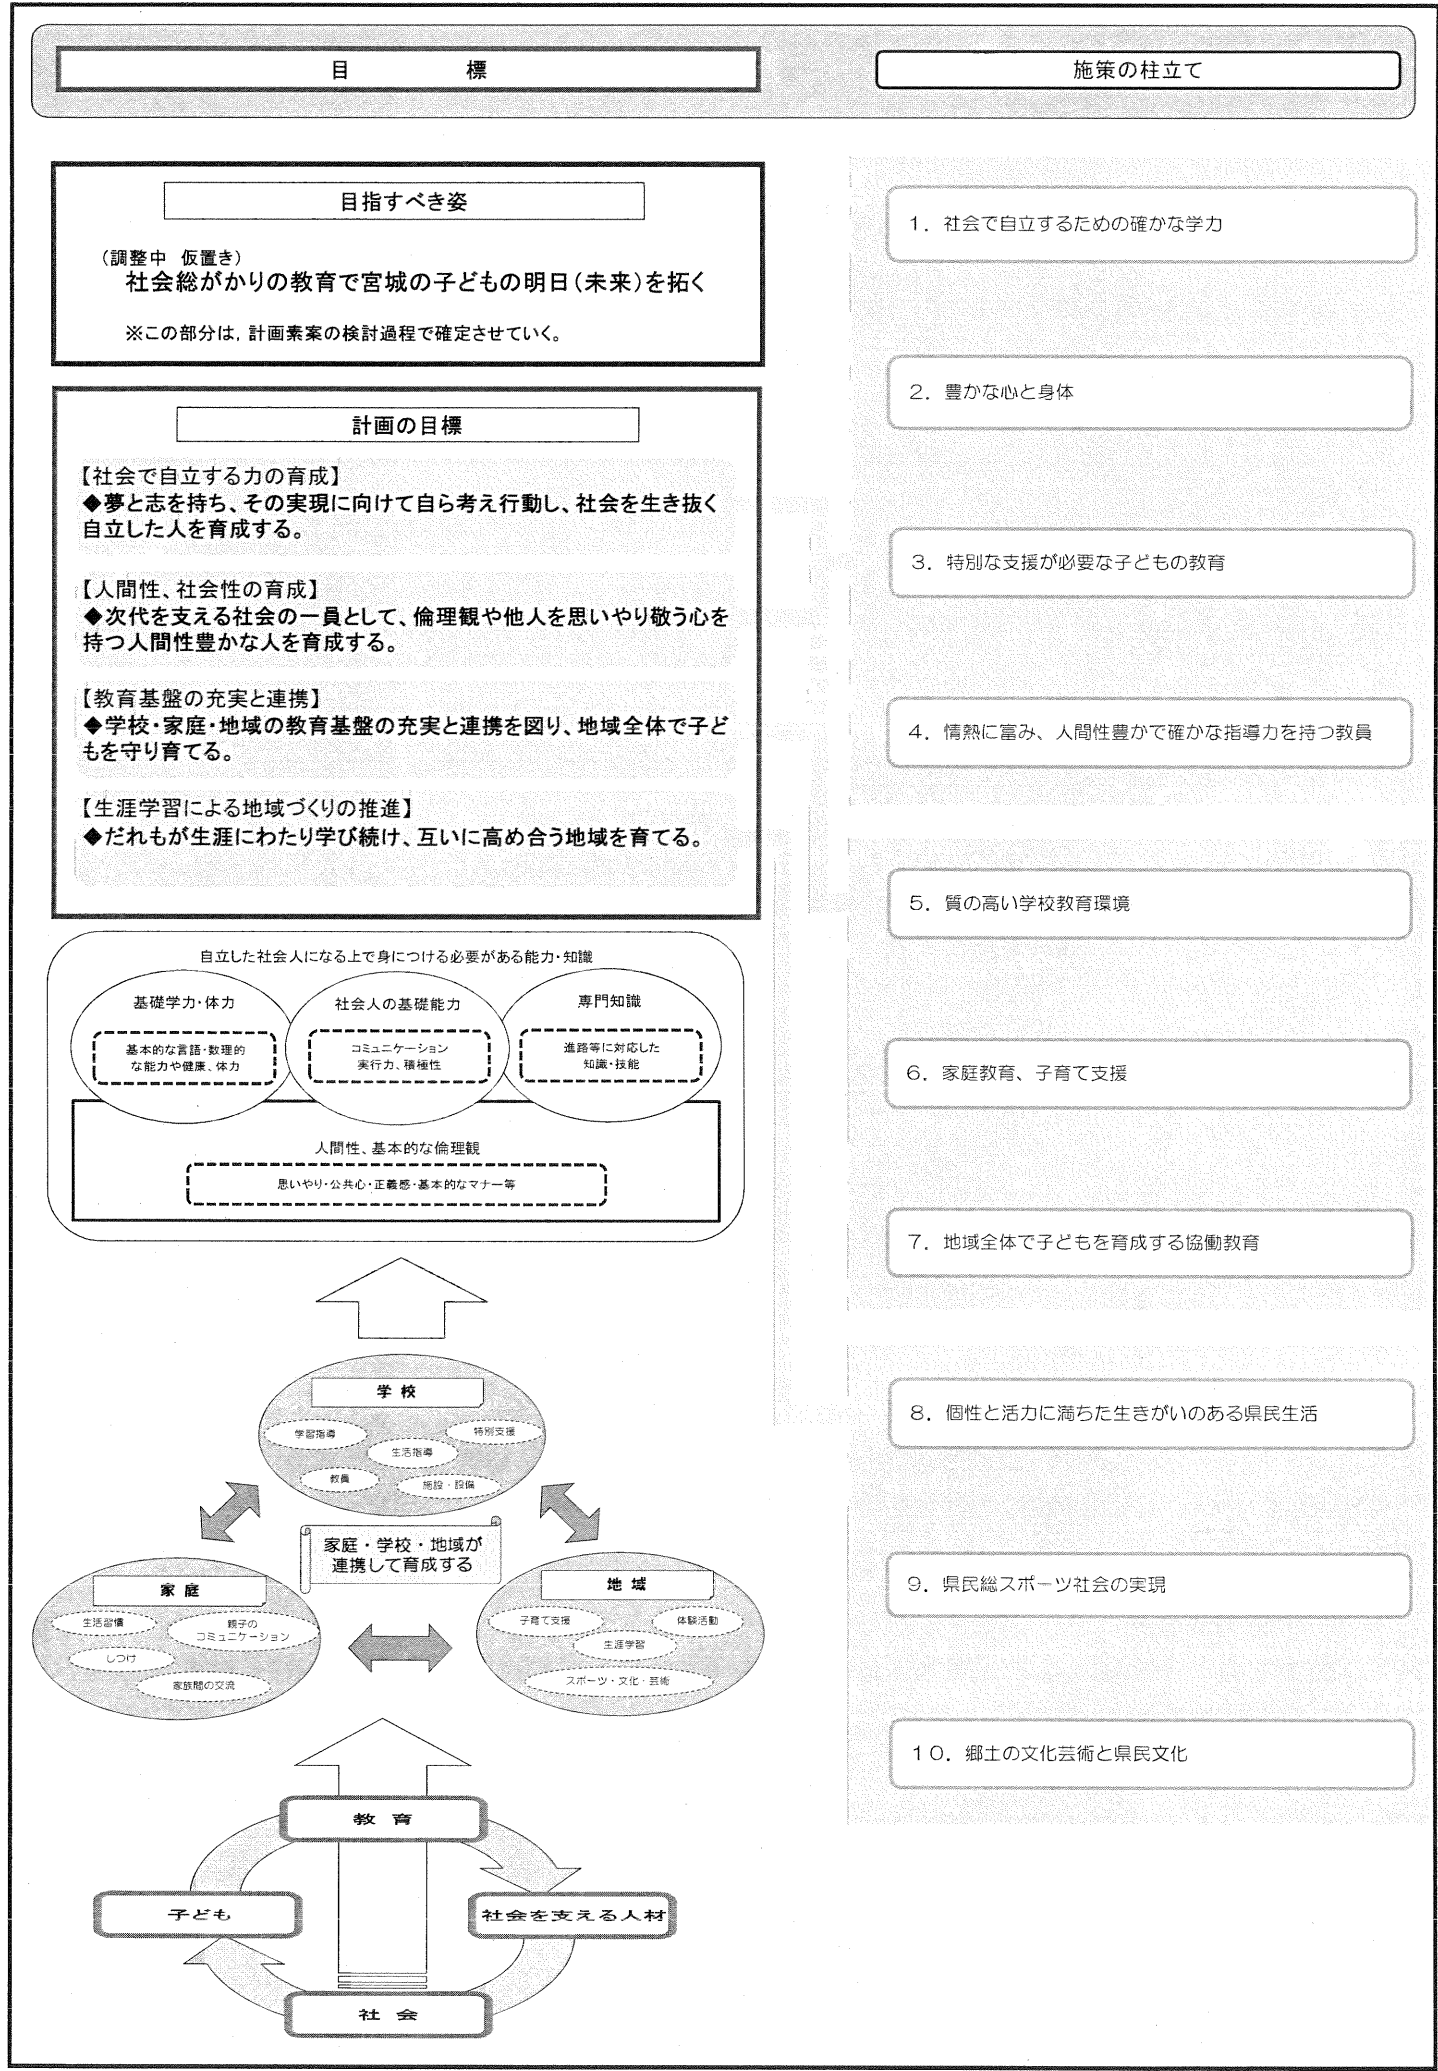 目　標
施策の柱立て
目指すべき姿
（調整中　仮置き）
社会総がかりの教育で宮城の子どもの明日（未来）を拓く
※この部分は，計画素案の検討過程で確定させていく。
計画の目標
【社会で自立する力の育成】
◆夢と志を持ち、その実現に向けて自ら考え行動し、社会を生き抜く
自立した人を育成する。
【人間性、社会性の育成】
◆次代を支える社会の一員として、倫理観や他人を思いやり敬う心を
持つ人間性豊かな人を育成する。
【教育基盤の充実と連携】
◆学校・家庭・地域の教育基盤の充実と連携を図り、地域全体で子ど
もを守り育てる。
【生涯学習による地域づくりの推進】
◆だれもが生涯にわたり学び続け、互いに高め合う地域を育てる。
自立した社会人になる上で身につける必要がある能力・知識
基礎学力・体力
基本的な言語・数理的
な能力や健康、体力
社会人の基礎能力
コミュニケーション
実行力、積極性
専門知識
進路等に対応した
知識・技能
人間性、基本的な倫理観
思いやり・公共心・正義感・基本的なマナー等
学校
学習指導
特別支援
生活指導
教員
施設・設備
家庭・学校・地域が
連携して育成する
家庭
生活習慣
親子の
コミュニケーション
しつけ
家族間の交流
地域
子育て支援
体験活動
生涯学習
スポーツ・文化・芸術
教育
子ども
社会を支える人材
社会
１．社会で自立するための確かな学力
２．豊かな心と身体
３．特別な支援が必要な子どもの教育
４．情熱に富み、人間性豊かで確かな指導力を持つ教員
５．質の高い学校教育環境
６．家庭教育、子育て支援
７．地域全体で子どもを育成する協働教育
８．個性と活力に満ちた生きがいのある県民生活
９．県民総スポーツ社会の実現
１０．郷土の文化芸術と県民文化